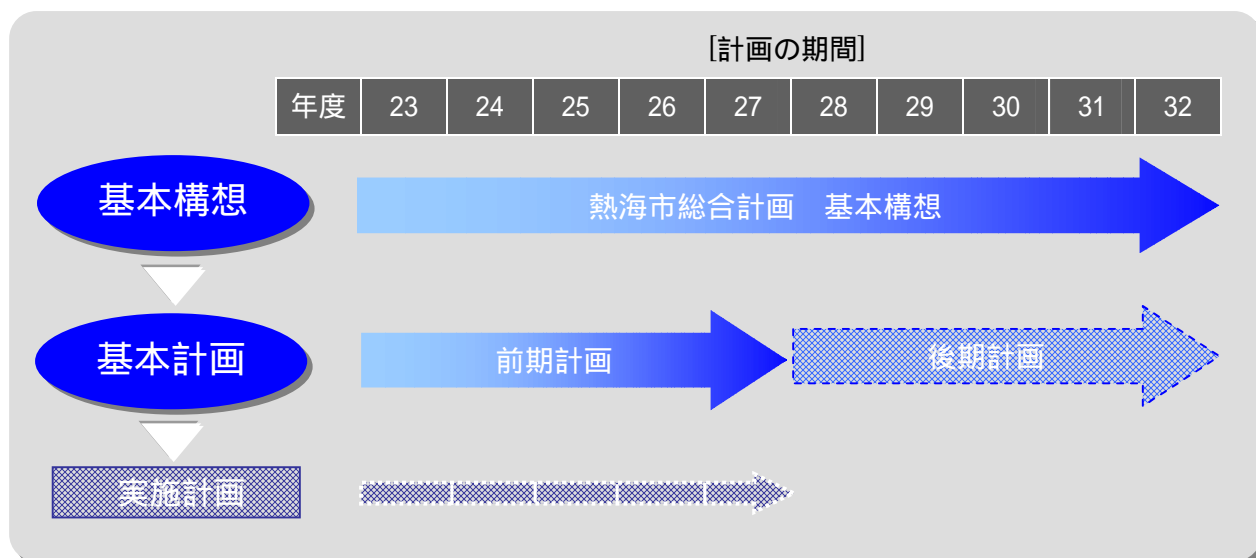 [計画の期間]
年度 23 24 25 26 27 28 29 30 31 32
基本構想
熱海市総合計画　基本構想
基本計画
前期計画
後期計画
実施計画